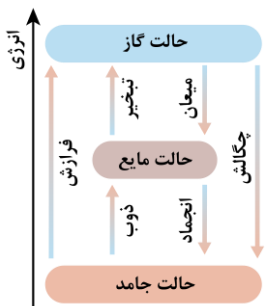 انرژی
حالت گاز
فرازش
تبخیر
میعان
چگالش
حالت مایع
ذوب
انجماد
حالت جامد